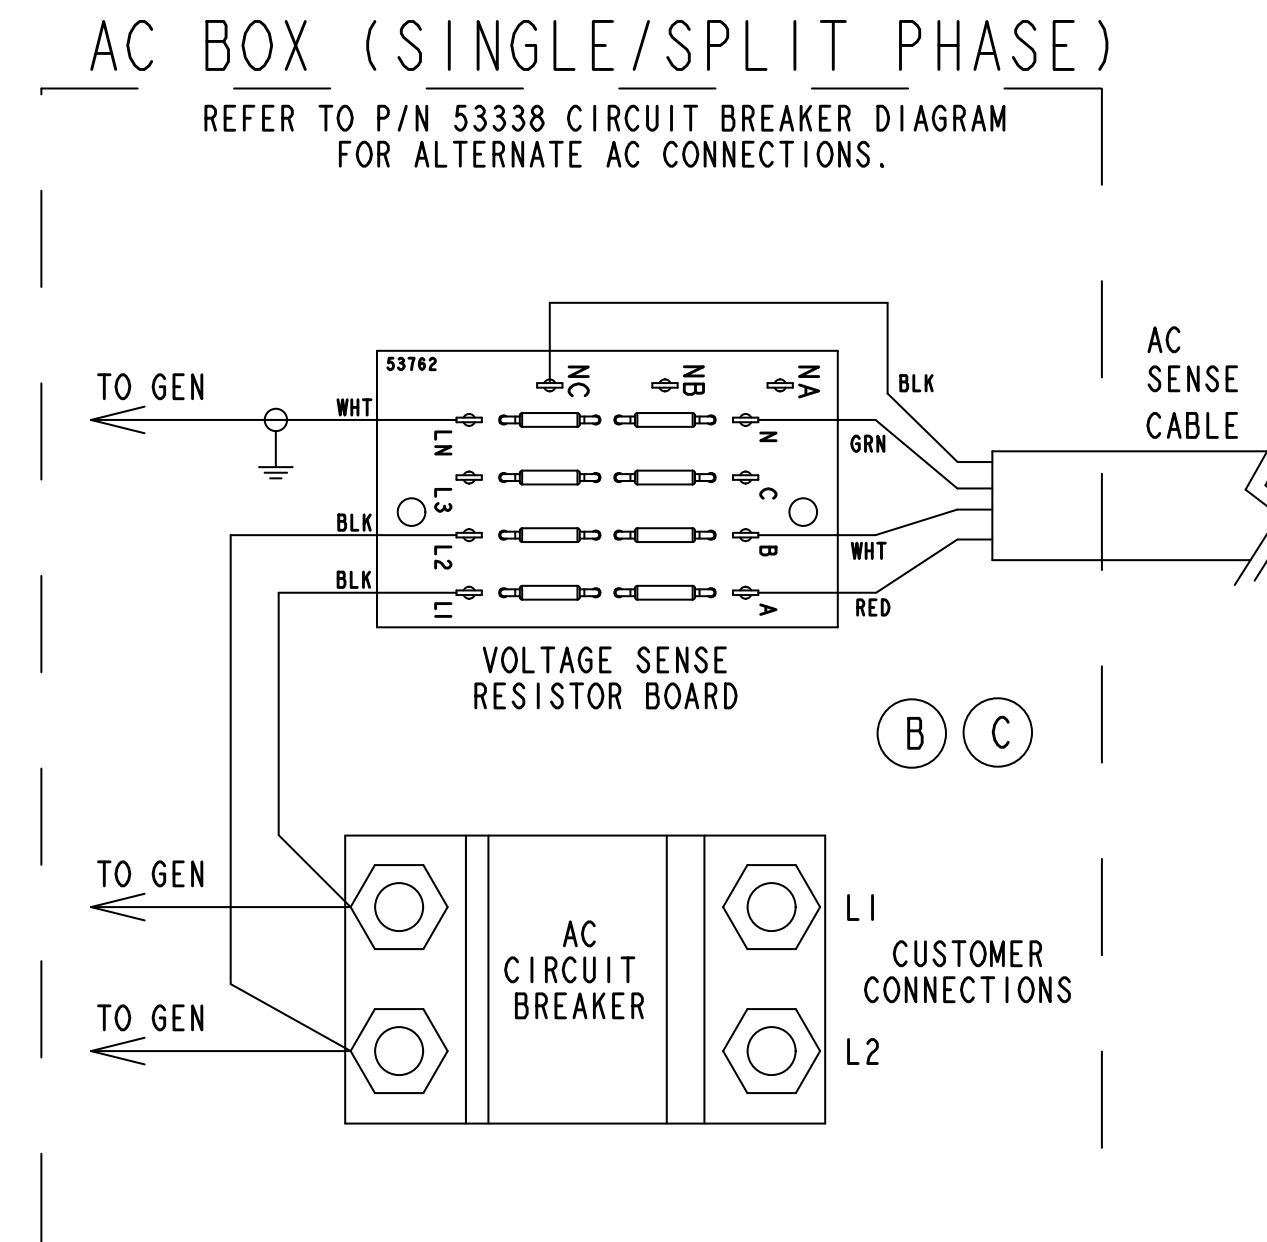 AC BOX (SINGLE/SPLIT PHASE)
REFER TO P/N 53338 CIRCUIT BREAKER DIAGRAM
FOR ALTERNATE AC CONNECTIONS.
AC
SENSE
CABLE
53762
NC
NB
NA
BLK
TO GEN
WHT
LN
N
GRN
L3
C
BLK
L2
B
WHT
BLK
L1
A
RED
VOLTAGE SENSE
RESISTOR BOARD
B
C
TO GEN
L1
AC
CIRCUIT
BREAKER
CUSTOMER
CONNECTIONS
TO GEN
L2